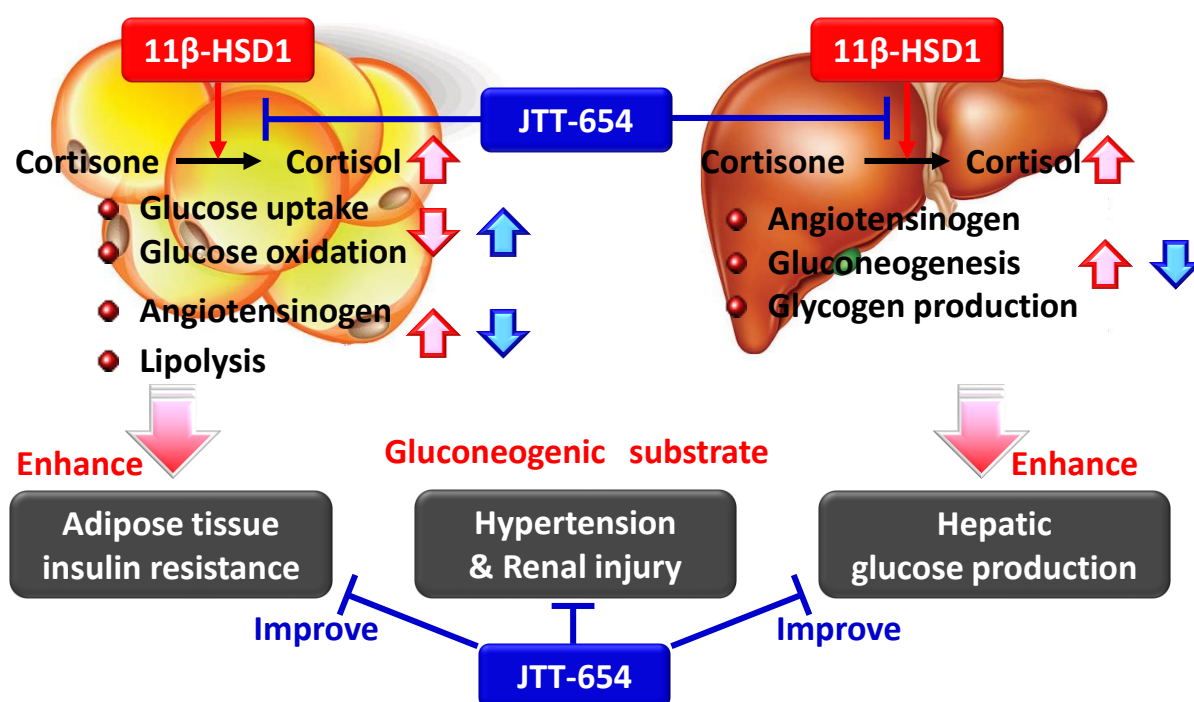 11β-HSD1
11β-HSD1
JTT-654
Cortisone
Cortisol
Cortisone
Cortisol
Glucose uptake
Glucose oxidation
Angiotensinogen
Lipolysis
Angiotensinogen
Gluconeogenesis
Glycogen production
Enhance
Gluconeogenic substrate
Enhance
Adipose tissue
insulin resistance
Hypertension
& Renal injury
Hepatic
glucose production
Improve
Improve
JTT-654